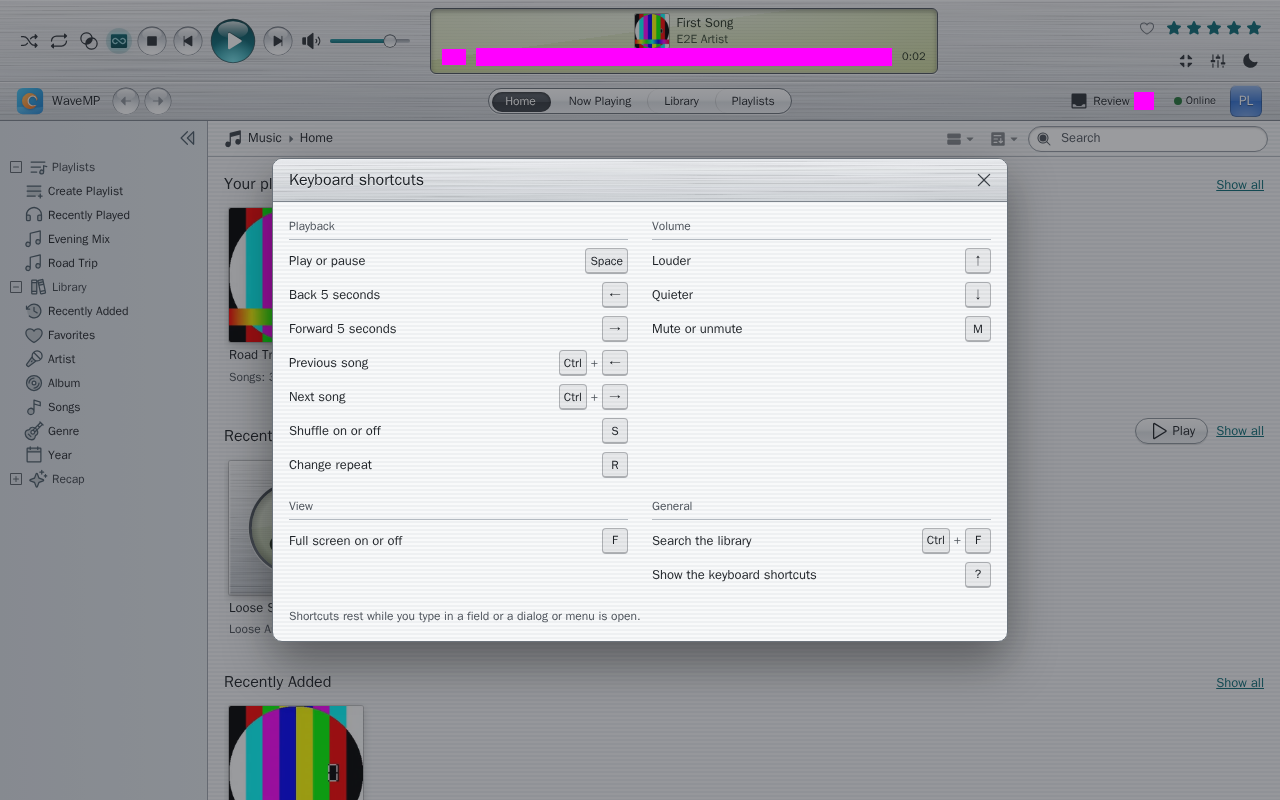 First Song
E2E Artist
0:02
WaveMP
Home
Now Playing
Library
Playlists
Review
Online
PL
Music
Home
Search
Playlists
Create Playlist
Recently Played
Evening Mix
Road Trip
Library
Recently Added
Favorites
Artist
Album
Songs
Genre
Year
Recap
Your
Show all
Songs:
Play
Show all
Loose
Loose
Recently Added
Show all
Keyboard shortcuts
Playback
Play or pause Space
Back 5 seconds ←
Forward 5 seconds →
Previous song Ctrl + ←
Next song Ctrl + →
Shuffle on or off S
Change repeat R
Volume
Louder ↑
Quieter ↓
Mute or unmute M
View
Full screen on or off F
General
Search the library Ctrl + F
Show the keyboard shortcuts ?
Shortcuts rest while you type in a field or a dialog or menu is open.